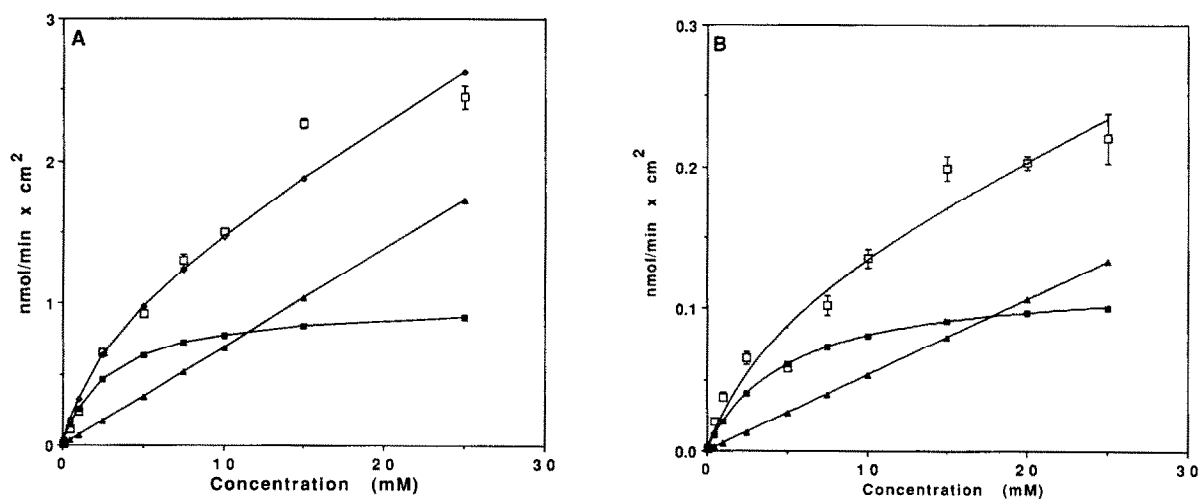 A
nmol/min x cm2
3
2
1
0
0 10 20 30
Concentration (mM)
B
nmol/min x cm2
0.3
0.2
0.1
0.0
0 10 20 30
Concentration (mM)